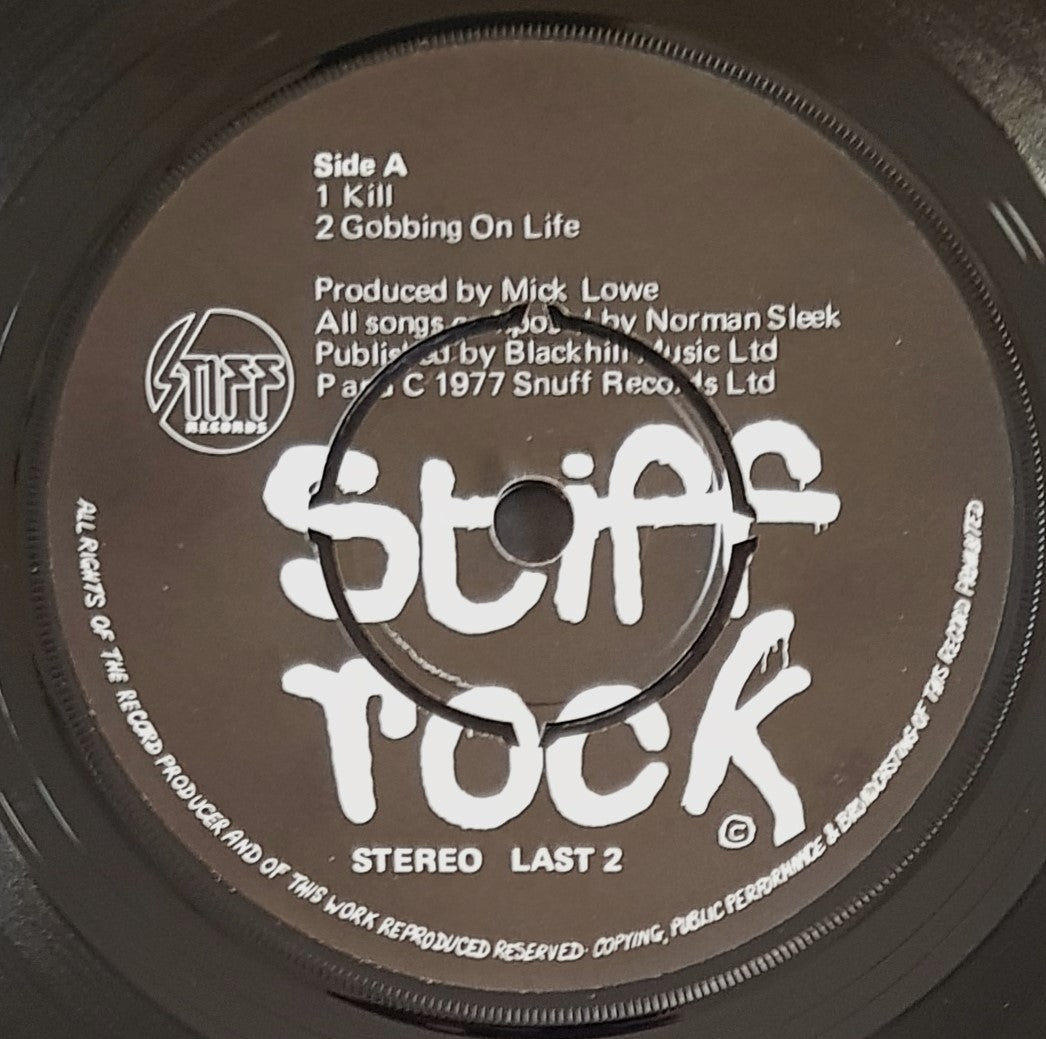 Side A
1 Kill
2 Gobbing On Life
Produced by Mick Lowe
All songs by Norman Sleek
Published by Blackhill Music Ltd
P and C 1977 Snuff Records Ltd
STIFF
RECORDS
stiff
rock
©
STEREO LAST 2
ALL RIGHTS OF THE RECORD PRODUCER AND OF THIS WORK REPRODUCED RESERVED· COPYING, PUBLIC PERFORMANCE & BROADCASTING OF THIS RECORD PROHIBITED